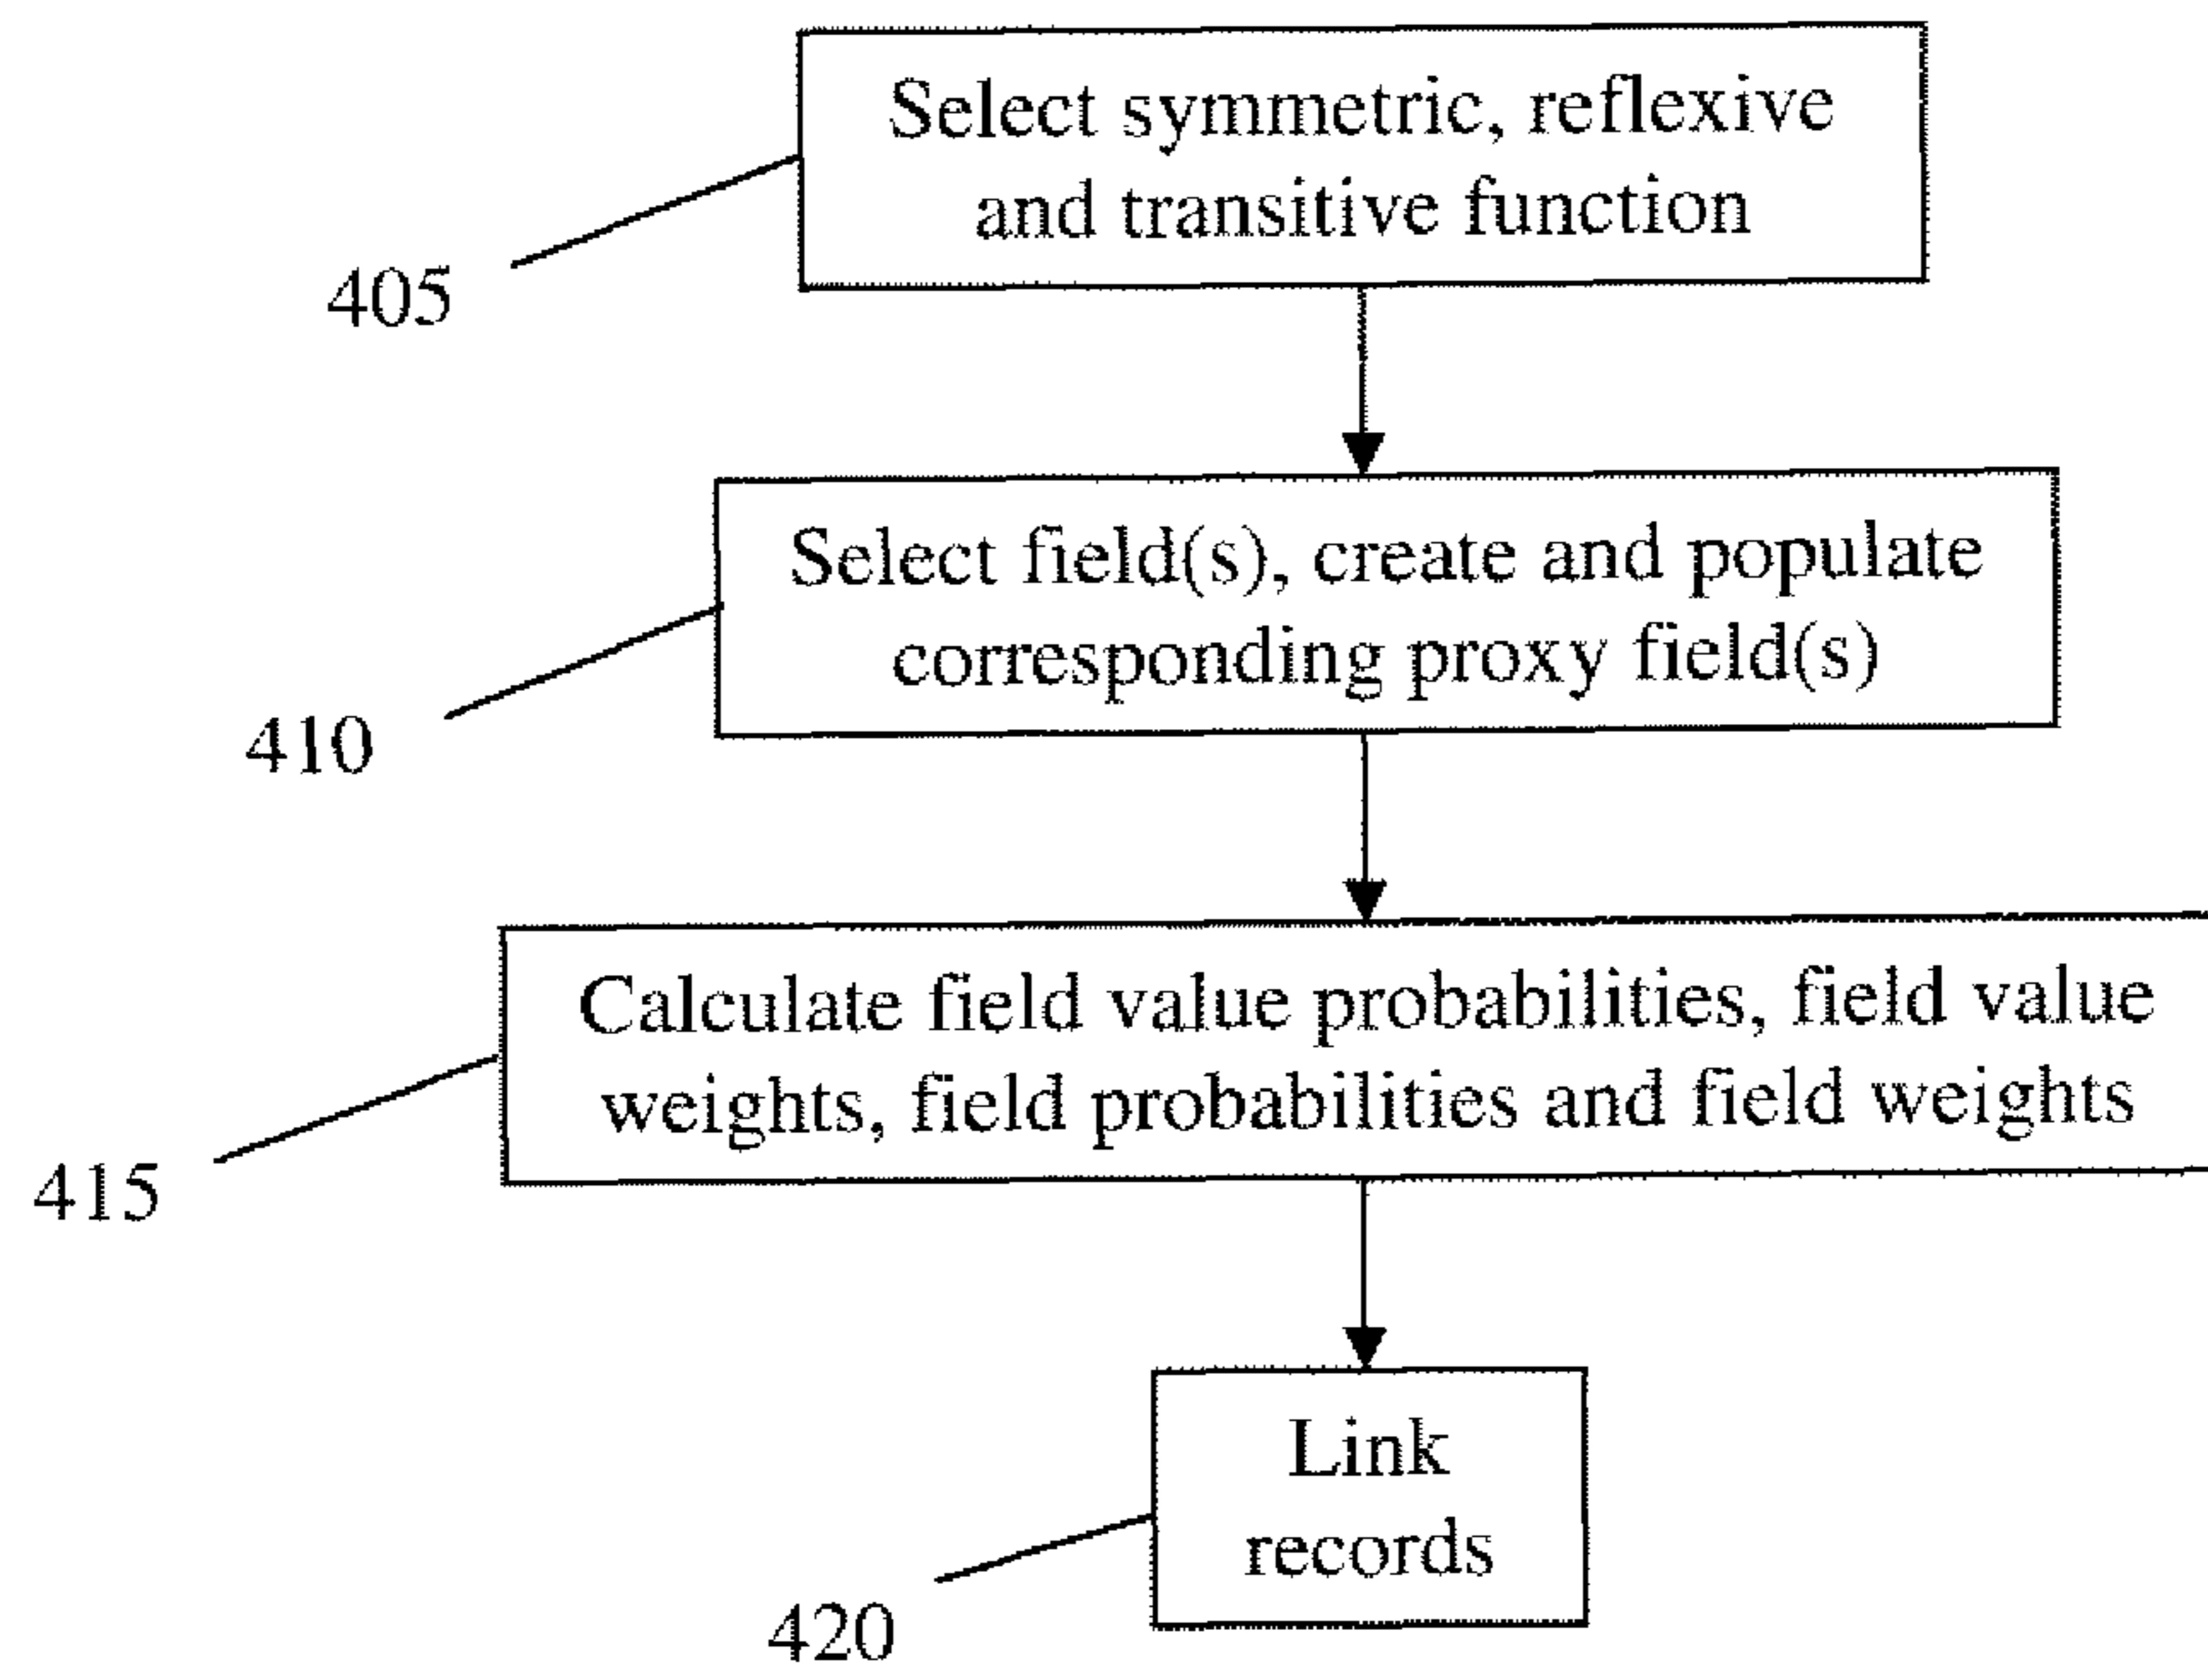 Select symmetric, reflexive
and transitive function
405
Select field(s), create and populate
corresponding proxy field(s)
410
Calculate field value probabilities, field value
weights, field probabilities and field weights
415
Link
records
420